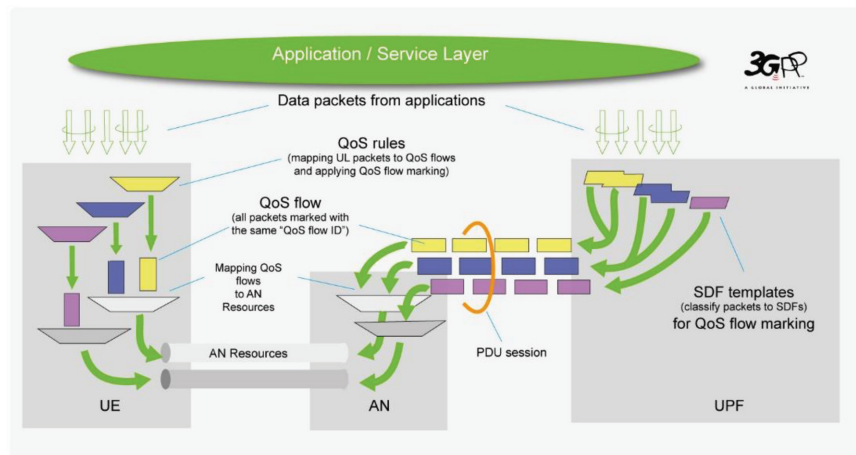 Application / Service Layer
3GPP
A GLOBAL INITIATIVE
Data packets from applications
QoS rules
(mapping UL packets to QoS flows
and applying QoS flow marking)
QoS flow
(all packets marked with
the same “QoS flow ID”)
Mapping QoS
flows
to AN
Resources
SDF templates
(classify packets to SDFs)
for QoS flow marking
AN Resources
PDU session
UE
AN
UPF